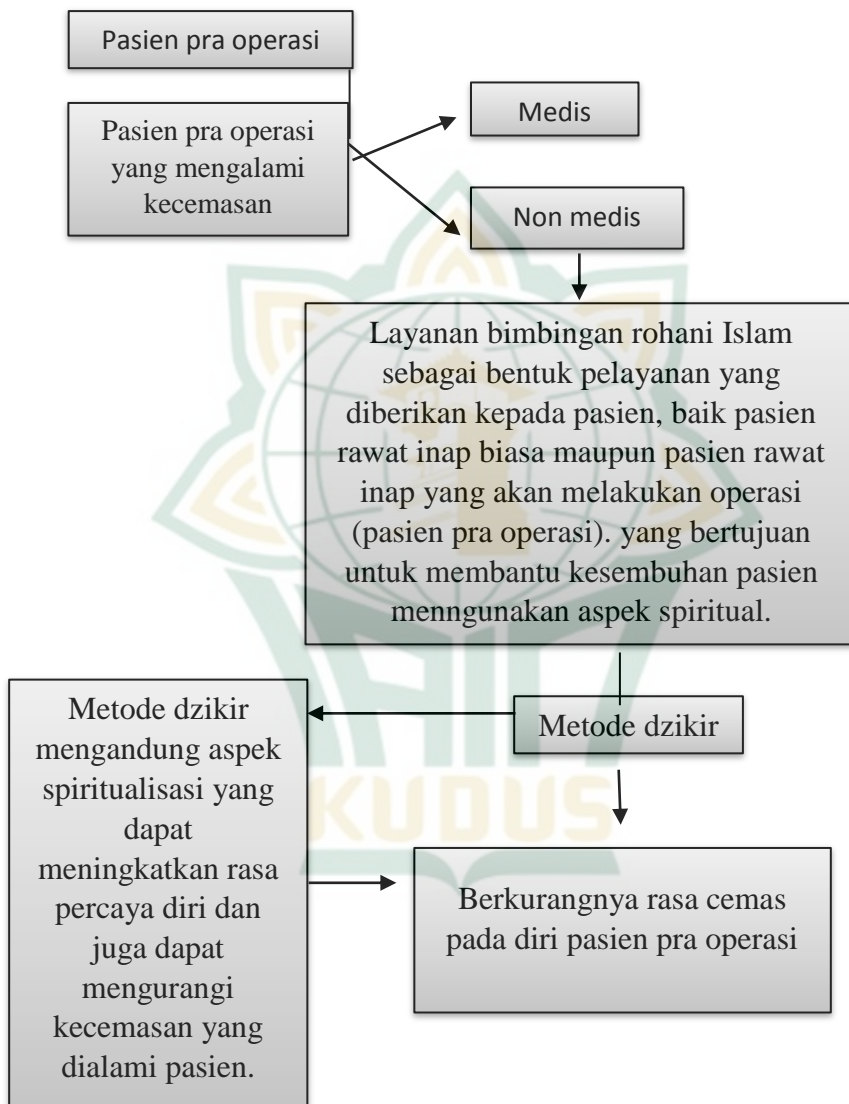 Pasien pra operasi
Pasien pra operasi
yang mengalami
kecemasan
Medis
Non medis
Layanan bimbingan rohani Islam
sebagai bentuk pelayanan yang
diberikan kepada pasien, baik pasien
rawat inap biasa maupun pasien rawat
inap yang akan melakukan operasi
(pasien pra operasi). yang bertujuan
untuk membantu kesembuhan pasien
menngunakan aspek spiritual.
Metode dzikir
Metode dzikir
mengandung aspek
spiritualisasi yang
dapat
meningkatkan rasa
percaya diri dan
juga dapat
mengurangi
kecemasan yang
dialami pasien.
Berkurangnya rasa cemas
pada diri pasien pra operasi
IAIN
KUDUS